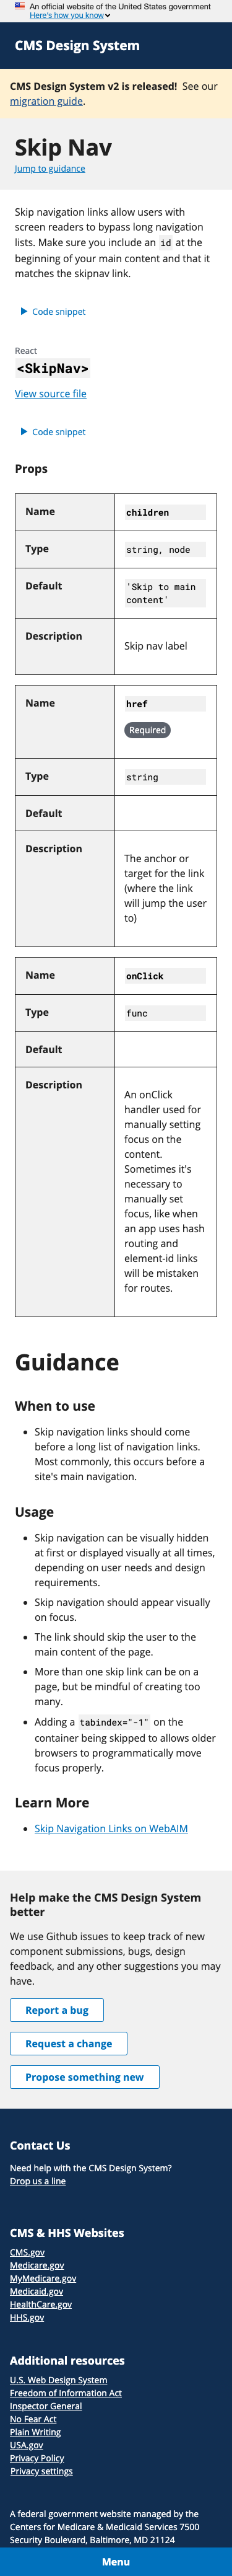 An official website of the United States government
Here's how you know
CMS Design System
CMS Design System v2 is released! See our
migration guide.
Skip Nav
Jump to guidance
Skip navigation links allow users with
screen readers to bypass long navigation
lists. Make sure you include an id at the
beginning of your main content and that it
matches the skipnav link.
Code snippet
React
<SkipNav>
View source file
Code snippet
Props
Name children
Type string, node
Default 'Skip to main
content'
Description
Skip nav label
Name href
Required
Type string
Default
Description
The anchor or
target for the link
(where the link
will jump the user
to)
Name onClick
Type func
Default
Description
An onClick
handler used for
manually setting
focus on the
content.
Sometimes it's
necessary to
manually set
focus, like when
an app uses hash
routing and
element-id links
will be mistaken
for routes.
Guidance
When to use
• Skip navigation links should come
before a long list of navigation links.
Most commonly, this occurs before a
site's main navigation.
Usage
• Skip navigation can be visually hidden
at first or displayed visually at all times,
depending on user needs and design
requirements.
• Skip navigation should appear visually
on focus.
• The link should skip the user to the
main content of the page.
• More than one skip link can be on a
page, but be mindful of creating too
many.
• Adding a tabindex="-1" on the
container being skipped to allows older
browsers to programmatically move
focus properly.
Learn More
• Skip Navigation Links on WebAIM
Help make the CMS Design System
better
We use Github issues to keep track of new
component submissions, bugs, design
feedback, and any other suggestions you may
have.
Report a bug
Request a change
Propose something new
Contact Us
Need help with the CMS Design System?
Drop us a line
CMS & HHS Websites
CMS.gov
Medicare.gov
MyMedicare.gov
Medicaid.gov
HealthCare.gov
HHS.gov
Additional resources
U.S. Web Design System
Freedom of Information Act
Inspector General
No Fear Act
Plain Writing
USA.gov
Privacy Policy
Privacy settings
A federal government website managed by the
Centers for Medicare & Medicaid Services 7500
Security Boulevard, Baltimore, MD 21124
Menu